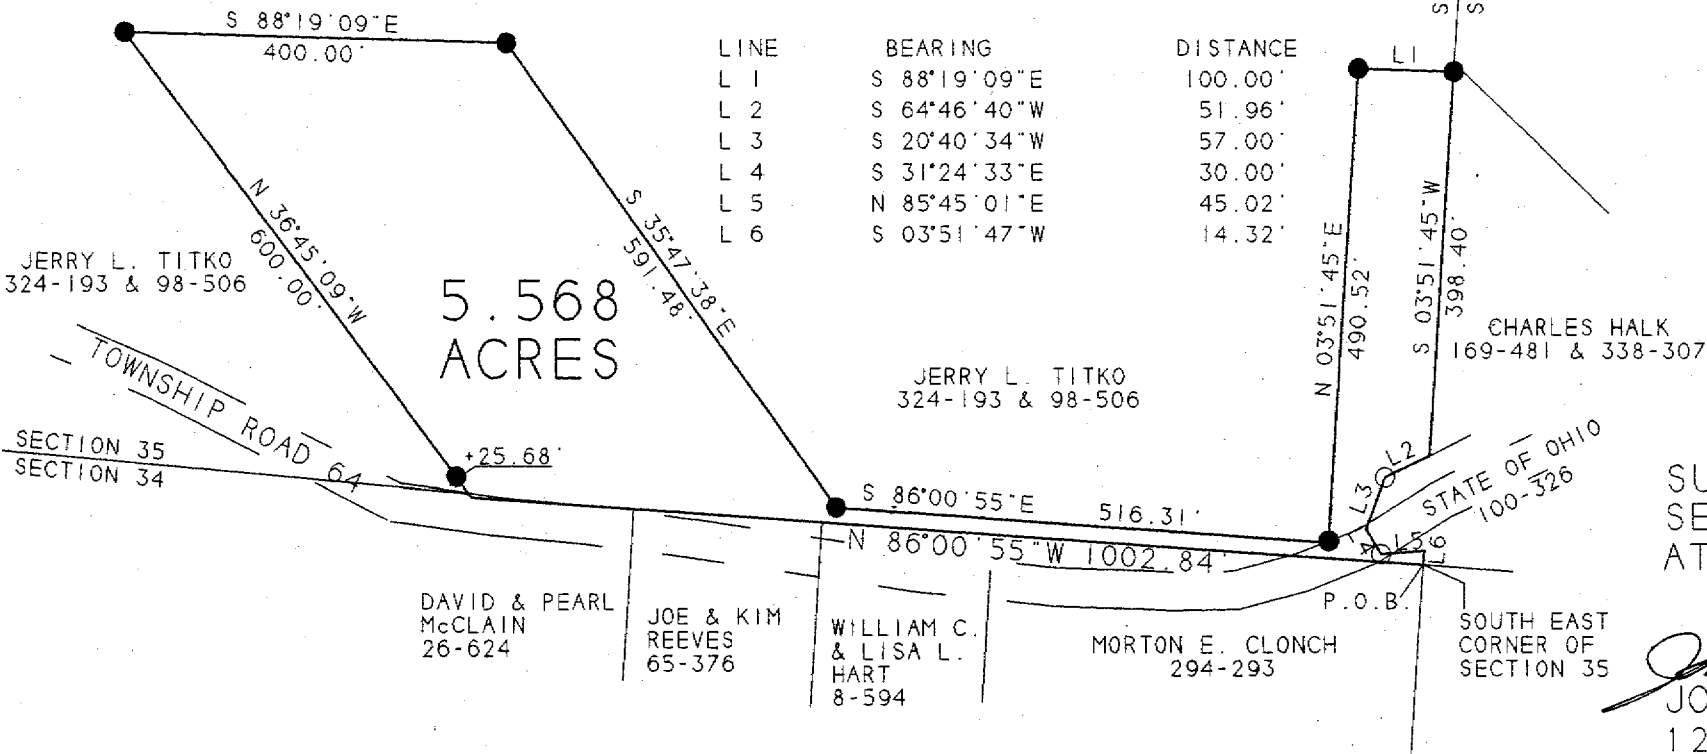 S 88°19'09"E
400.00'
LINE BEARING DISTANCE
L 1 S 88°19'09"E 100.00'
L 2 S 64°46'40"W 51.96'
L 3 S 20°40'34"W 57.00'
L 4 S 31°24'33"E 30.00'
L 5 N 85°45'01"E 45.02'
L 6 S 03°51'47"W 14.32'
L1
S
S
N 36°45'09"W
600.00'
S 35°47'38"E
591.48'
N 03°51'45"E
490.52'
S 03°51'45"W
398.40'
JERRY L. TITKO
324-193 & 98-506
5.568
ACRES
JERRY L. TITKO
324-193 & 98-506
CHARLES HALK
169-481 & 338-307
TOWNSHIP ROAD 64
SECTION 35
SECTION 34
+25.68'
S 86°00'55"E 516.31'
N 86°00'55"W 1002.84'
L2
L3
L4
L5
L6
STATE OF OHIO
100-326
P.O.B.
SOUTH EAST
CORNER OF
SECTION 35
DAVID & PEARL
McCLAIN
26-624
JOE & KIM
REEVES
65-376
WILLIAM C.
& LISA L.
HART
8-594
MORTON E. CLONCH
294-293
SU
SE
AT
JO
12